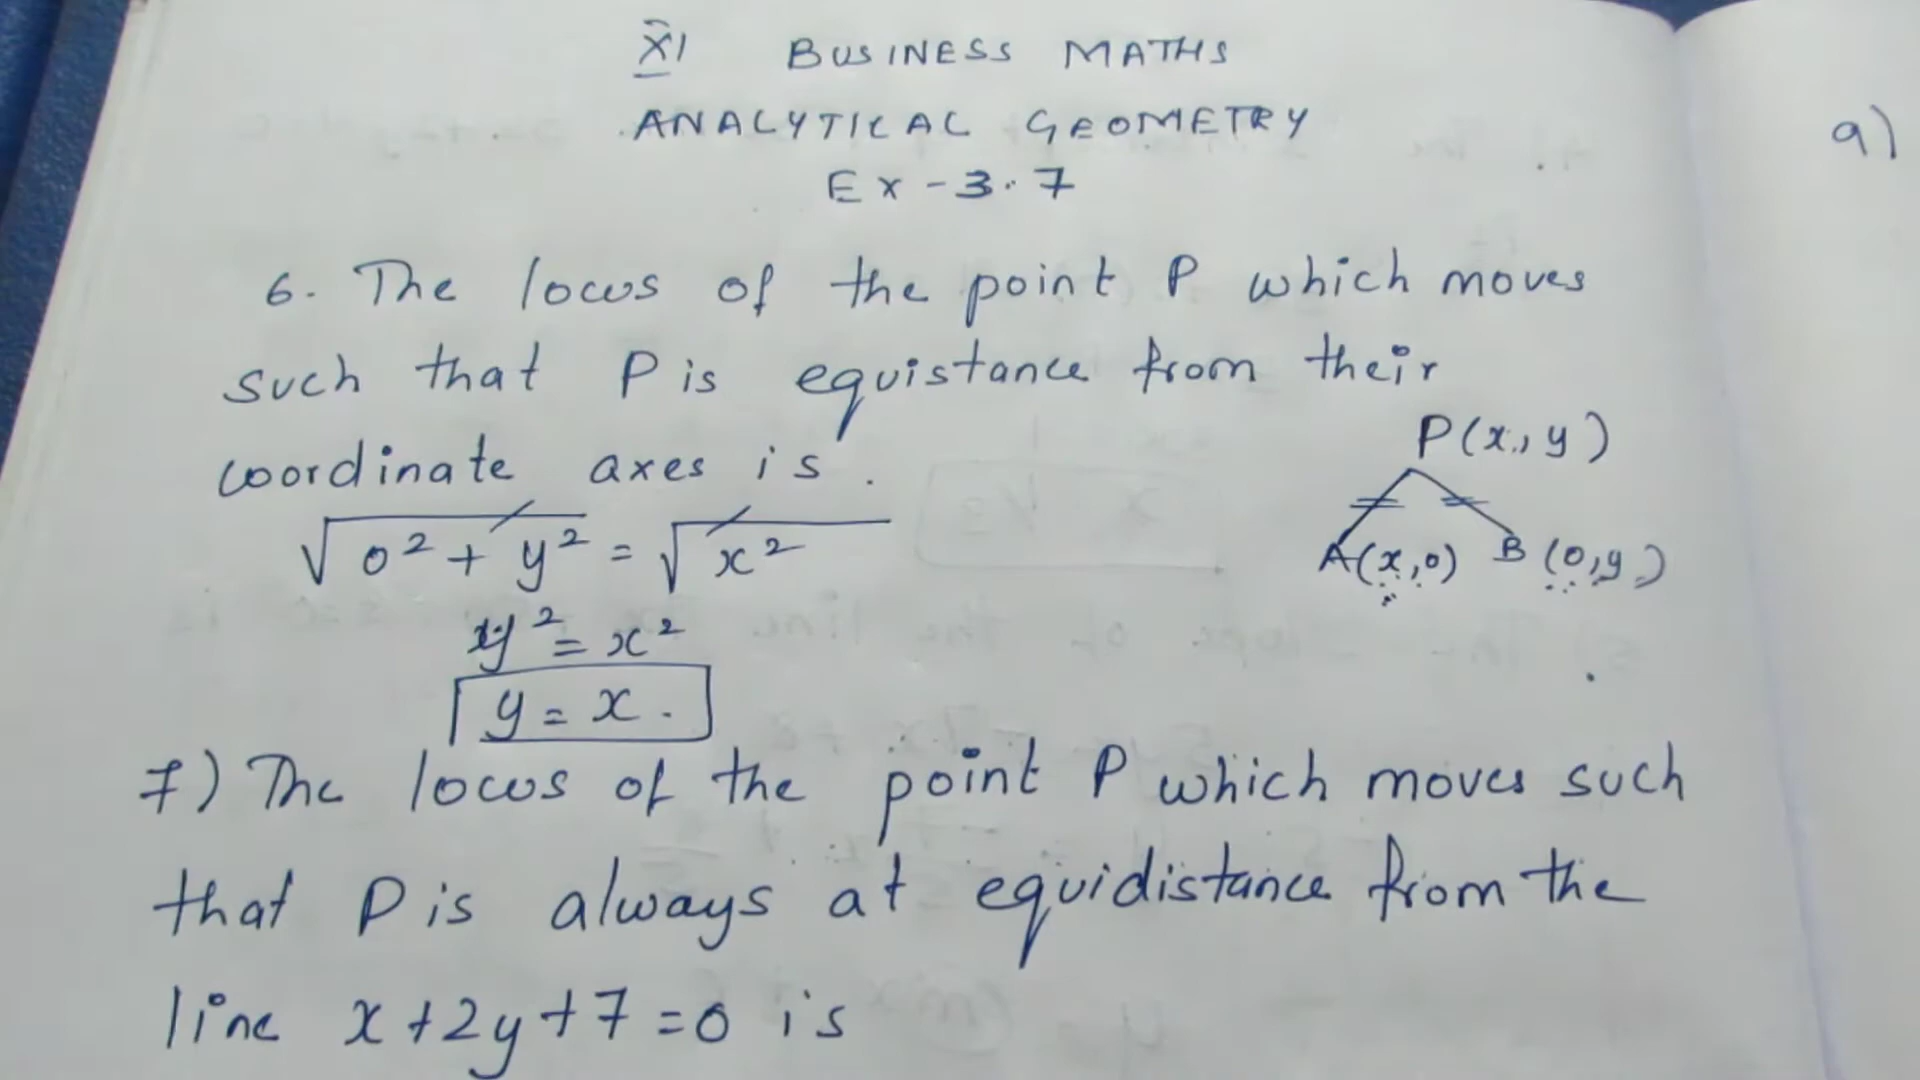 XI BUSINESS MATHS
ANALYTICAL GEOMETRY
Ex - 3.7
a)
6. The locus of the point P which moves
such that P is equistance from their
coordinate axes is.
P(x, y)
A(x,0) B(0,y)
√0² + y² = √x²
y² = x²
y = x.
7) The locus of the point P which moves such
that P is always at equidistance from the
line x+2y+7=0 is